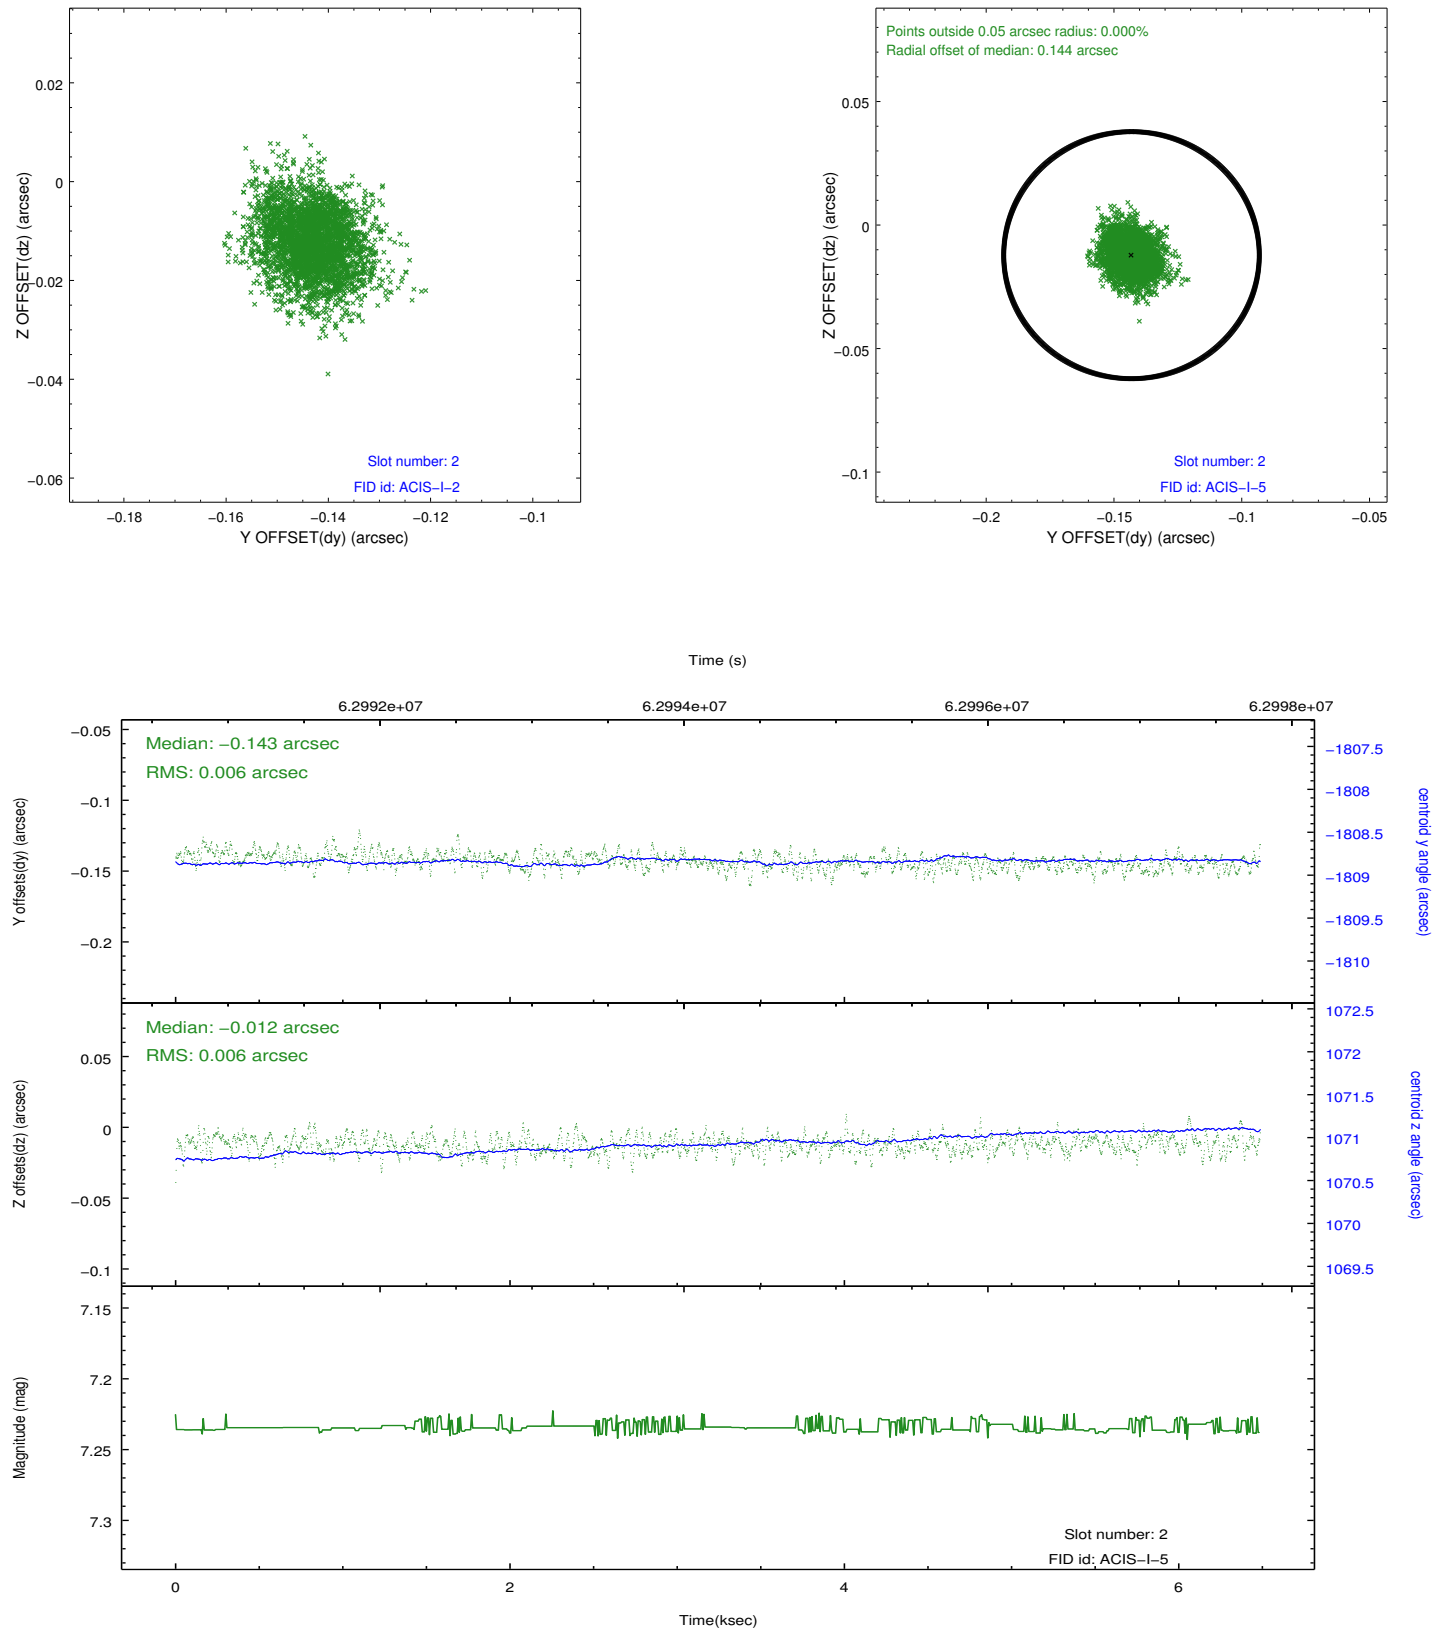 0.02
0
−0.02
−0.04
−0.06
Z OFFSET(dz) (arcsec)
Slot number: 2
FID id: ACIS−I−2
−0.18
−0.16
−0.14
−0.12
−0.1
Y OFFSET(dy) (arcsec)
Points outside 0.05 arcsec radius: 0.000%
Radial offset of median: 0.144 arcsec
0.05
0
−0.05
−0.1
Z OFFSET(dz) (arcsec)
Slot number: 2
FID id: ACIS−I−5
−0.2
−0.15
−0.1
−0.05
Y OFFSET(dy) (arcsec)
Time (s)
6.2992e+07
6.2994e+07
6.2996e+07
6.2998e+07
Median: −0.143 arcsec
RMS: 0.006 arcsec
−0.05
−0.1
−0.15
−0.2
Y offsets(dy) (arcsec)
−1807.5
−1808
−1808.5
−1809
−1809.5
−1810
centroid y angle (arcsec)
Median: −0.012 arcsec
RMS: 0.006 arcsec
0.05
0
−0.05
−0.1
Z offsets(dz) (arcsec)
1072.5
1072
1071.5
1071
1070.5
1070
1069.5
centroid z angle (arcsec)
7.15
7.2
7.25
7.3
Magnitude (mag)
Slot number: 2
FID id: ACIS−I−5
0
2
4
6
Time(ksec)